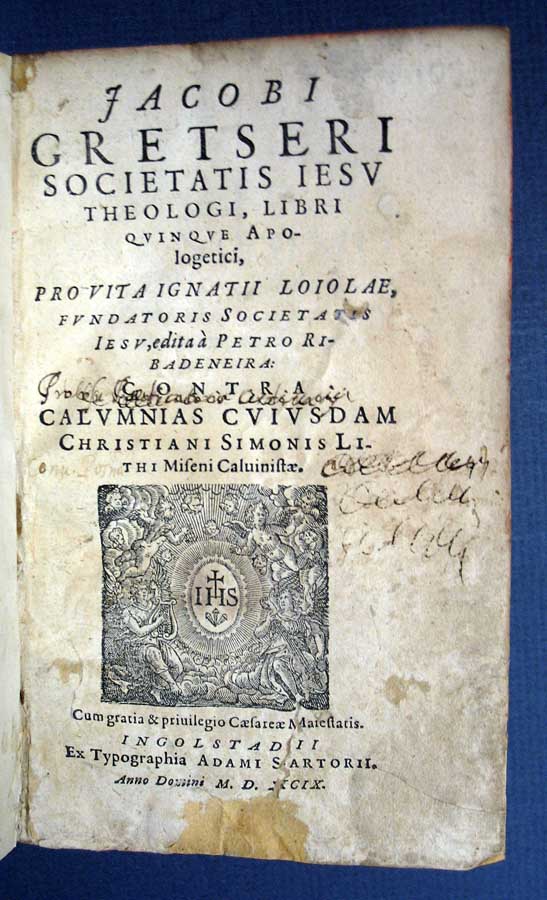 JACOBI
GRETSERI
SOCIETATIS IESV
THEOLOGI, LIBRI
QVINQVE APO-
logetici,
PRO VITA IGNATII LOIOLAE,
FVNDATORIS SOCIETATIS
IESV, edita à PETRO RI-
BADENEIRA:
CONTRA
CALVMNIAS CVIVSDAM
CHRISTIANI SIMONIS LI-
THI Miseni Caluinistæ.
IHS
Cum gratia & priuilegio Cæsareæ Maiestatis.
INGOLSTADII
Ex Typographia ADAMI SARTORII.
Anno Domini M. D. XCIX.